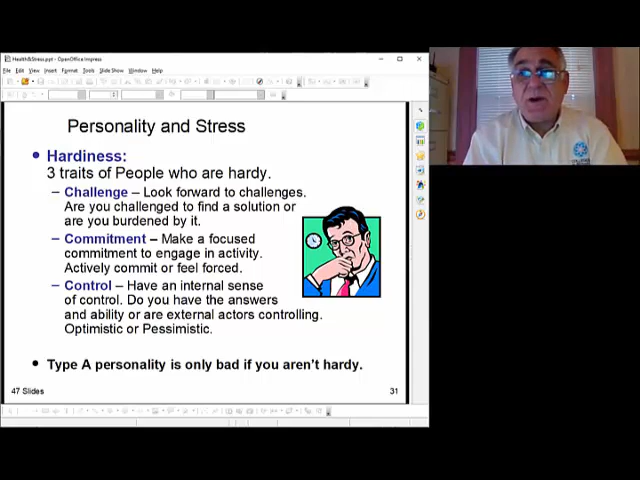 Health&Stress.ppt - OpenOffice Impress
File Edit View Insert Format Tools Slide Show Window Help
Personality and Stress
Hardiness:
3 traits of People who are hardy.
– Challenge – Look forward to challenges.
Are you challenged to find a solution or
are you burdened by it.
– Commitment – Make a focused
commitment to engage in activity.
Actively commit or feel forced.
– Control – Have an internal sense
of control. Do you have the answers
and ability or are external actors controlling.
Optimistic or Pessimistic.
Type A personality is only bad if you aren't hardy.
47 Slides
31